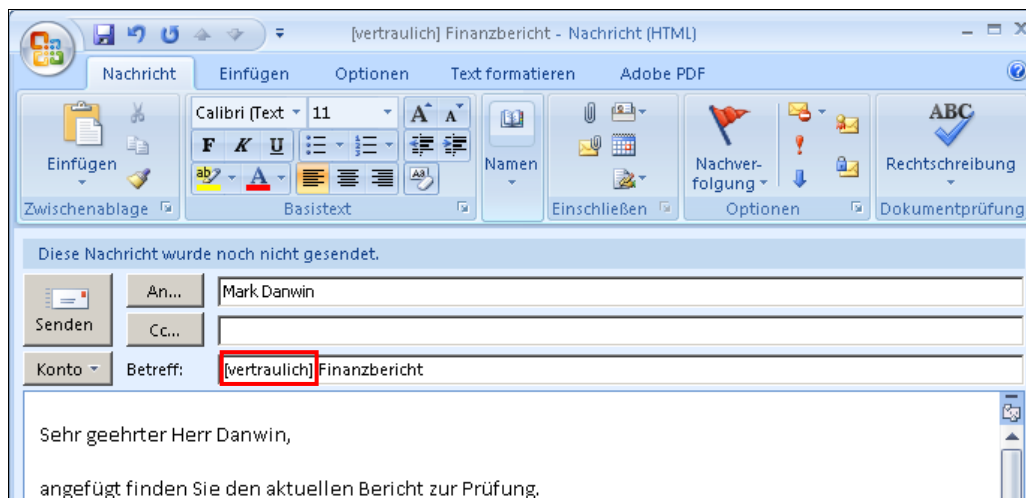 [vertraulich] Finanzbericht - Nachricht (HTML)
Nachricht Einfügen Optionen Text formatieren Adobe PDF
Calibri (Text 11 A A
Einfügen
F K U
ab A Aa
Namen
Nachver-
folgung
ABC
Rechtschreibung
Zwischenablage Basistext Einschließen Optionen Dokumentprüfung
Diese Nachricht wurde noch nicht gesendet.
Senden
An... Mark Danwin
Cc...
Konto Betreff: [vertraulich] Finanzbericht
Sehr geehrter Herr Danwin,
angefügt finden Sie den aktuellen Bericht zur Prüfung.